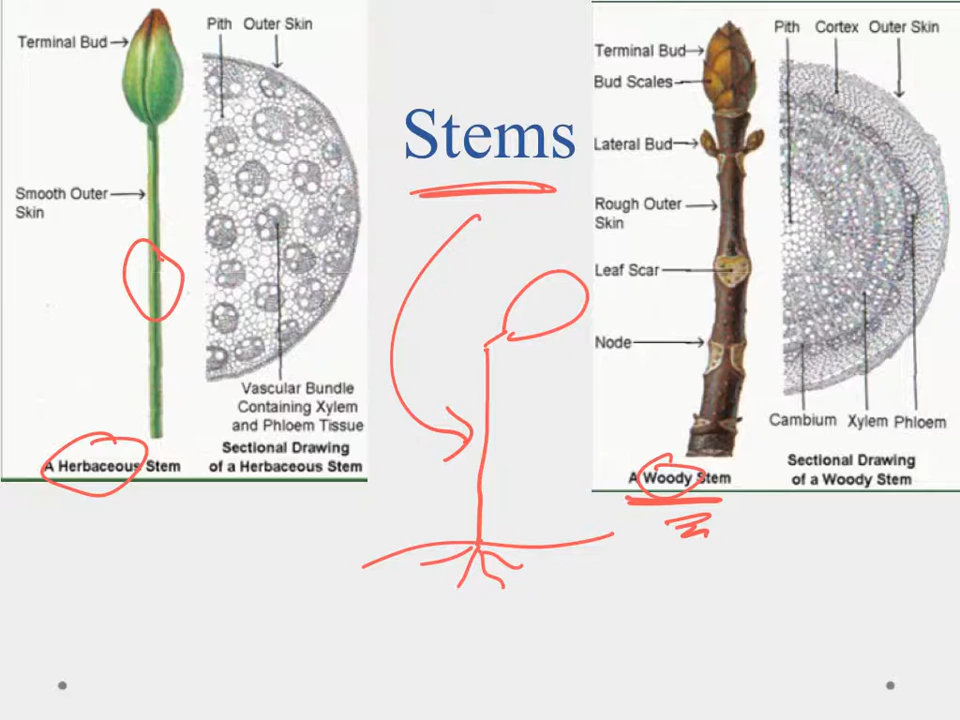 Terminal Bud
Smooth Outer
Skin
A Herbaceous Stem
Pith Outer Skin
Vascular Bundle
Containing Xylem
and Phloem Tissue
Sectional Drawing
of a Herbaceous Stem
Stems
Terminal Bud
Bud Scales
Lateral Bud
Rough Outer
Skin
Leaf Scar
Node
A Woody Stem
Pith Cortex Outer Skin
Cambium Xylem Phloem
Sectional Drawing
of a Woody Stem